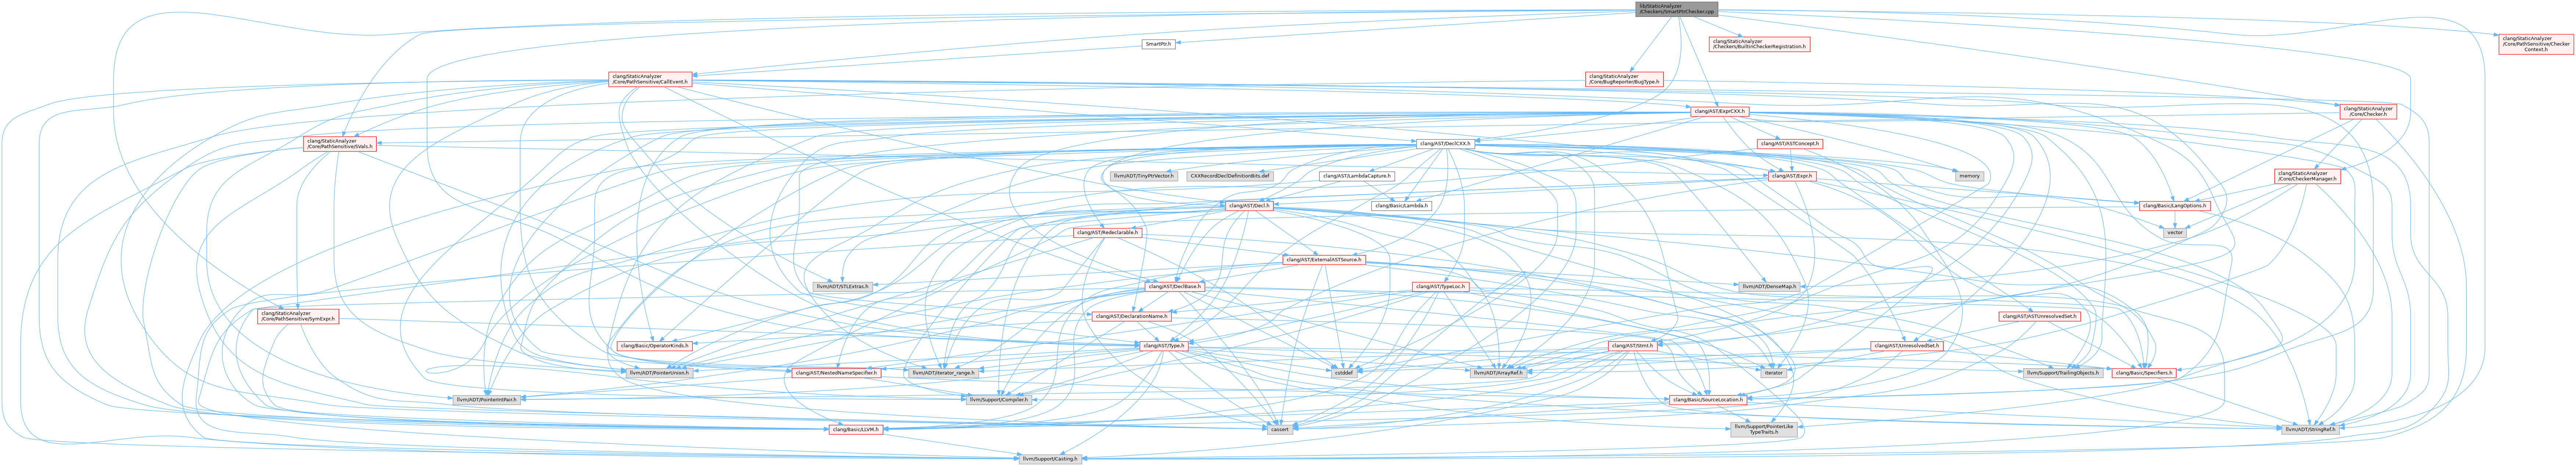 lib/StaticAnalyzer
/Checkers/SmartPtrChecker.cpp
SmartPtr.h
clang/StaticAnalyzer
/Checkers/BuiltinCheckerRegistration.h
clang/StaticAnalyzer
/Core/PathSensitive/Checker
Context.h
clang/StaticAnalyzer
/Core/PathSensitive/CallEvent.h
clang/StaticAnalyzer
/Core/BugReporter/BugType.h
clang/AST/ExprCXX.h
clang/StaticAnalyzer
/Core/Checker.h
clang/StaticAnalyzer
/Core/PathSensitive/SVals.h
clang/AST/DeclCXX.h
clang/AST/ASTConcept.h
llvm/ADT/TinyPtrVector.h
CXXRecordDeclDefinitionBits.def
clang/AST/LambdaCapture.h
clang/AST/Expr.h
memory
clang/StaticAnalyzer
/Core/CheckerManager.h
clang/AST/Decl.h
clang/Basic/Lambda.h
clang/Basic/LangOptions.h
clang/AST/Redeclarable.h
vector
clang/AST/ExternalASTSource.h
llvm/ADT/STLExtras.h
clang/AST/DeclBase.h
clang/AST/TypeLoc.h
llvm/ADT/DenseMap.h
clang/StaticAnalyzer
/Core/PathSensitive/SymExpr.h
clang/AST/DeclarationName.h
clang/AST/ASTUnresolvedSet.h
clang/Basic/OperatorKinds.h
clang/AST/Type.h
clang/AST/Stmt.h
clang/AST/UnresolvedSet.h
llvm/ADT/PointerUnion.h
clang/AST/NestedNameSpecifier.h
llvm/ADT/iterator_range.h
cstddef
llvm/ADT/ArrayRef.h
iterator
llvm/Support/TrailingObjects.h
clang/Basic/Specifiers.h
llvm/ADT/PointerIntPair.h
llvm/Support/Compiler.h
clang/Basic/SourceLocation.h
clang/Basic/LLVM.h
cassert
llvm/Support/PointerLike
TypeTraits.h
llvm/ADT/StringRef.h
llvm/Support/Casting.h